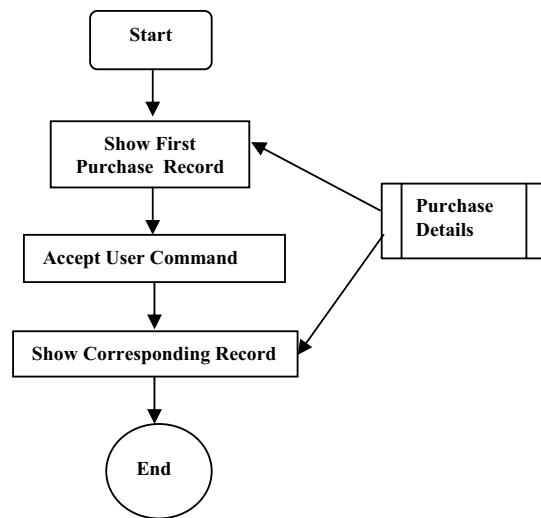 Start
Show First
Purchase Record
Purchase
Details
Accept User Command
Show Corresponding Record
End